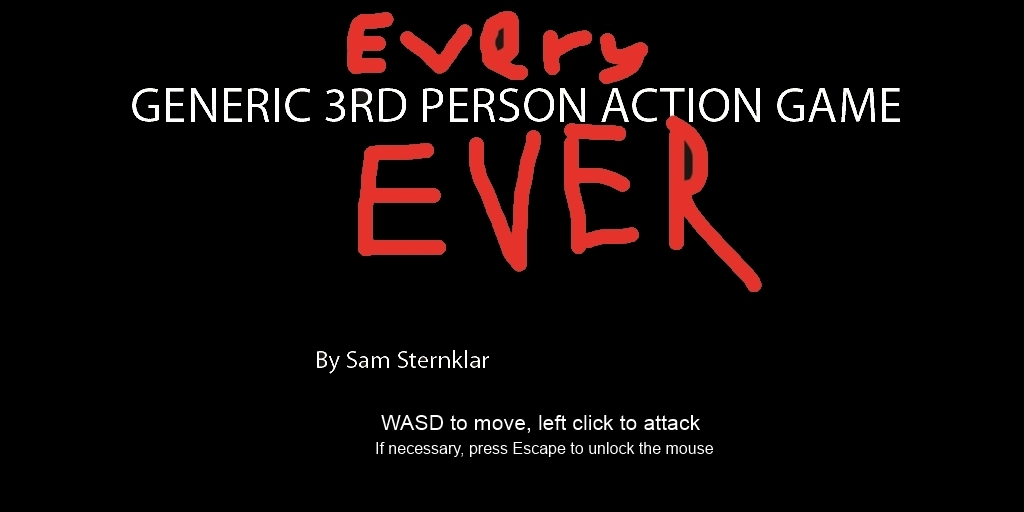 Every
GENERIC 3RD PERSON ACTION GAME
EVER
By Sam Sternklar
WASD to move, left click to attack
If necessary, press Escape to unlock the mouse